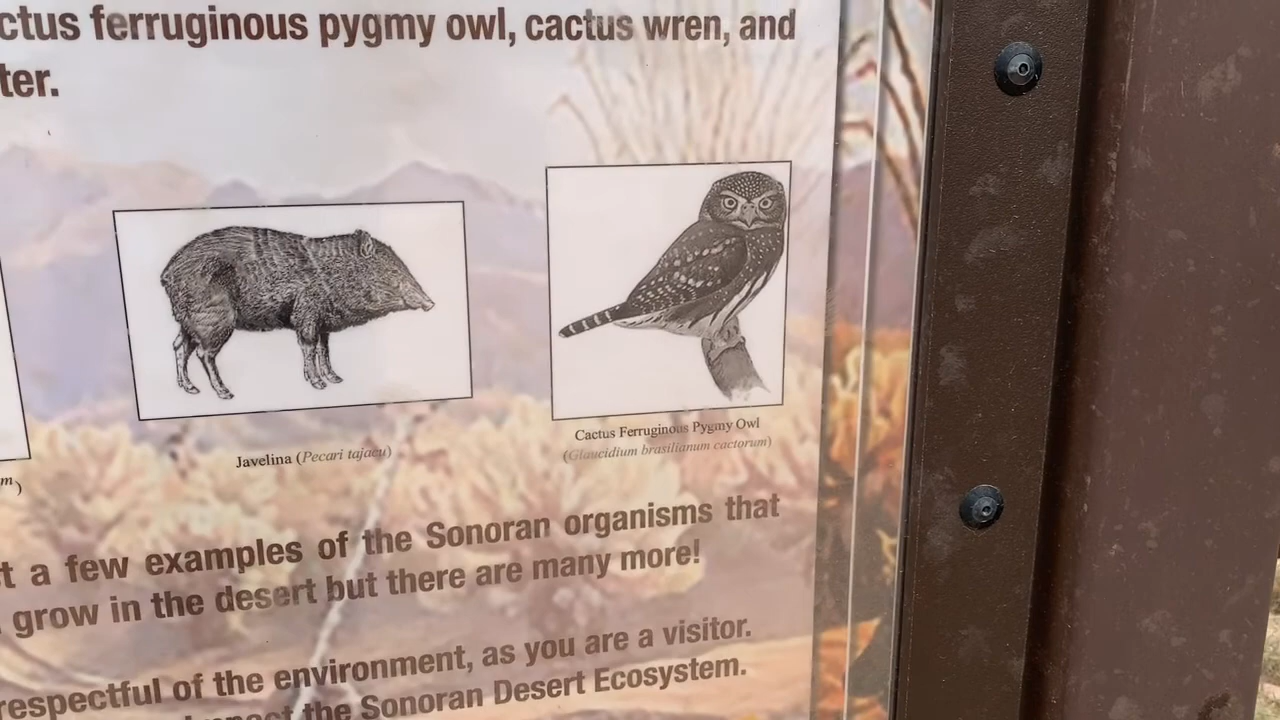 ctus ferruginous pygmy owl, cactus wren, and
ter.
Javelina (Pecari tajacu)
Cactus Ferruginous Pygmy Owl
(Glaucidium brasilianum cactorum)
m)
t a few examples of the Sonoran organisms that
grow in the desert but there are many more!
respectful of the environment, as you are a visitor.
the Sonoran Desert Ecosystem.